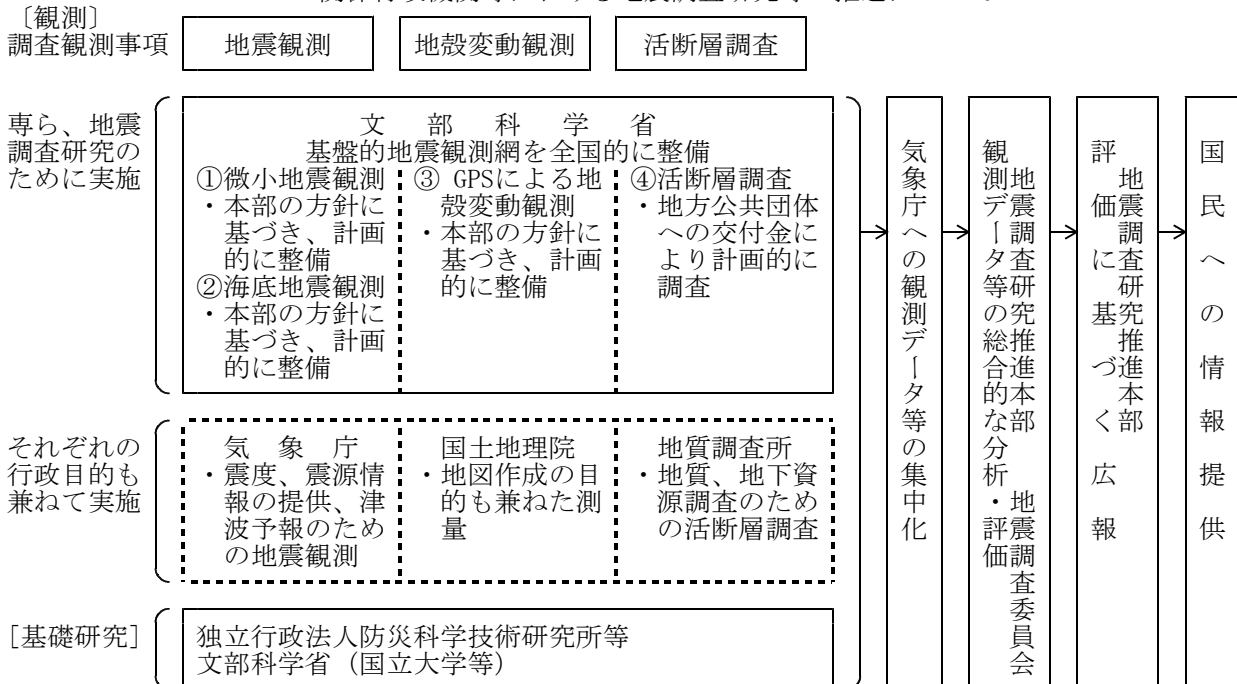 〔観測〕
調査観測事項
地震観測
地殻変動観測
活断層調査
専ら、地震
調査研究の
ために実施
文部科学省
基盤的地震観測網を全国的に整備
①微小地震観測
・本部の方針に
基づき、計画
的に整備
②海底地震観測
・本部の方針に
基づき、計画
的に整備
③ GPSによる地
殻変動観測
・本部の方針に
基づき、計画
的に整備
④活断層調査
・地方公共団体
への交付金に
より計画的に
調査
それぞれの
行政目的も
兼ねて実施
気象庁
・震度、震源情
報の提供、津
波予報のため
の地震観測
国土地理院
・地図作成の目
的も兼ねた測
量
地質調査所
・地質、地下資
源調査のため
の活断層調査
[基礎研究]
独立行政法人防災科学技術研究所等
文部科学省（国立大学等）
気象庁への観測データ等の集中化
地震調査研究推進本部・地震調査委員会
観測データ等の総合的な分析・評価
地震調査研究推進本部
評価に基づく広報
国民への情報提供